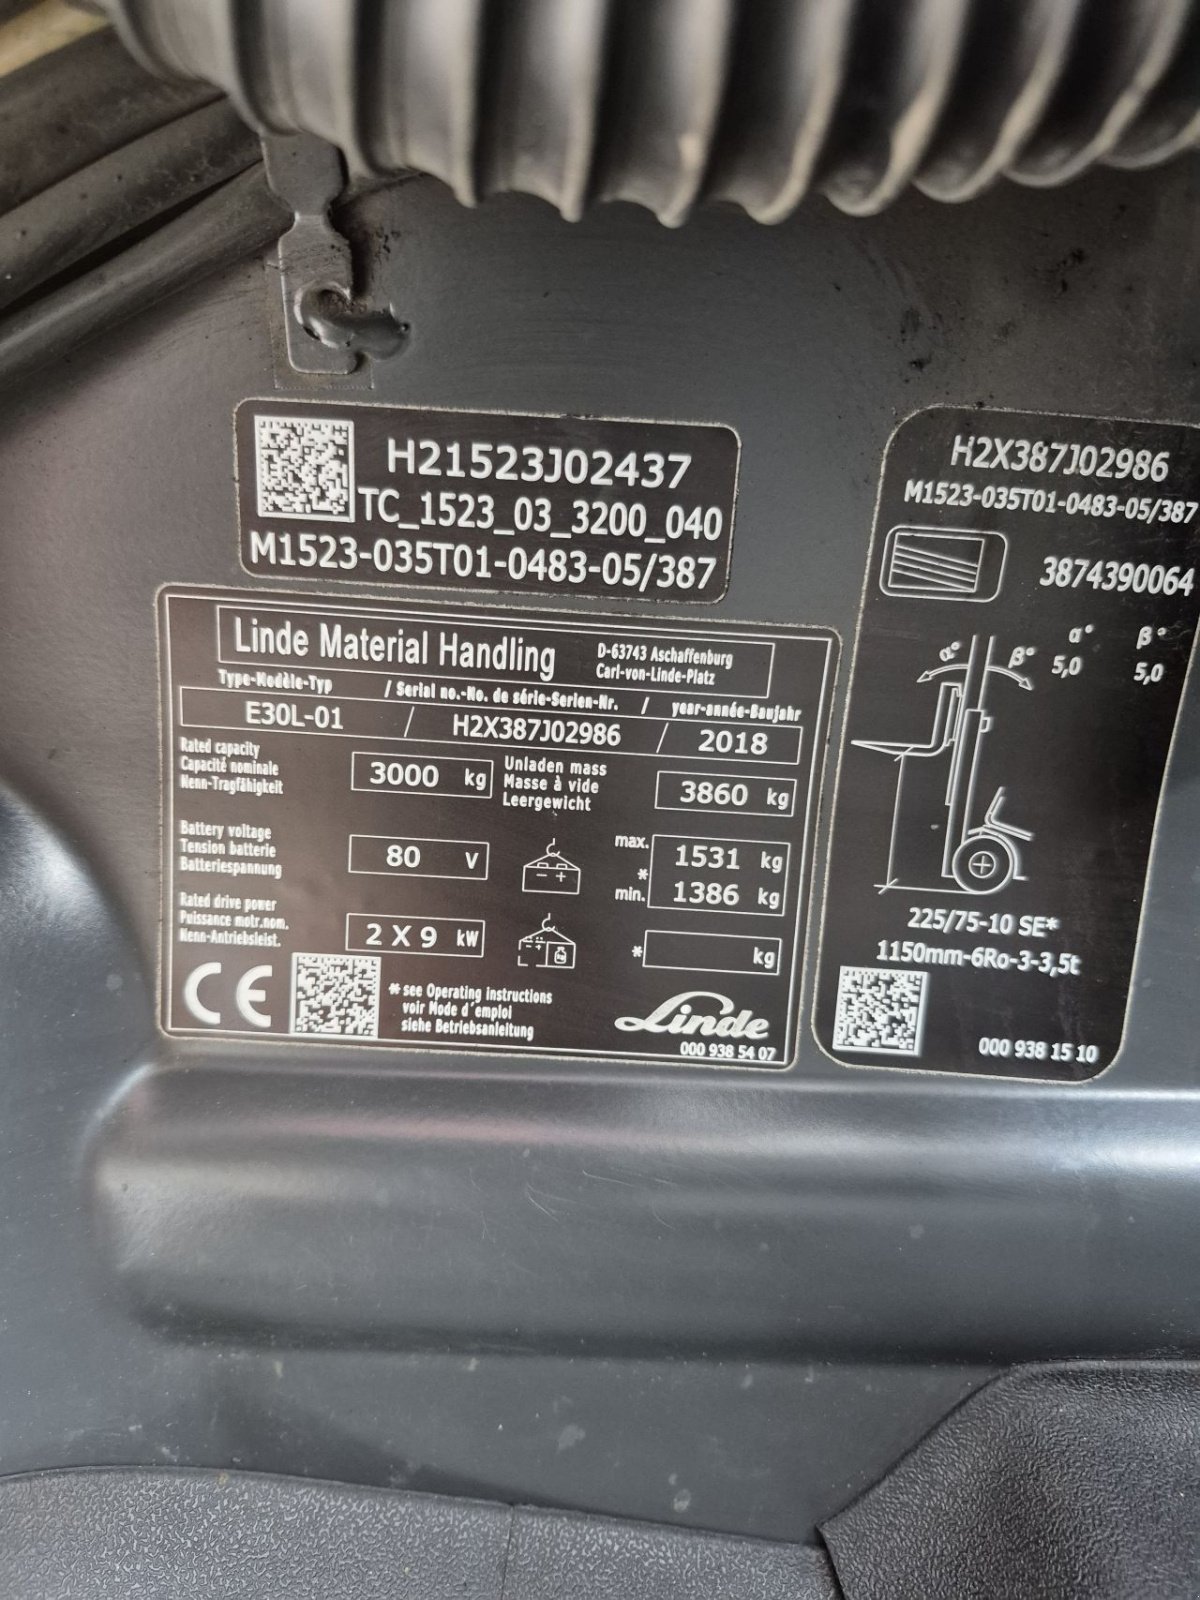 H21523J02437
TC_1523_03_3200_040
M1523-035T01-0483-05/387
Linde Material Handling
D-63743 Aschaffenburg
Carl-von-Linde-Platz
Type-Modèle-Typ / Serial no.-No. de série-Serien-Nr. / year-année-Baujahr
E30L-01 / H2X387J02986 / 2018
Rated capacity
Capacité nominale
Nenn-Tragfähigkeit
3000 kg
Unladen mass
Masse à vide
Leergewicht
3860 kg
Battery voltage
Tension batterie
Batteriespannung
80 V
- +
max. 1531 kg
*
min. 1386 kg
Rated drive power
Puissance motr.nom.
Nenn-Antriebsleist.
2 X 9 kW
- +
* kg
CE
* see Operating instructions
voir Mode d'emploi
siehe Betriebsanleitung
Linde
000 938 54 07
H2X387J02986
M1523-035T01-0483-05/387
3874390064
α° β°
α° β°
5,0 5,0
225/75-10 SE*
1150mm-6Ro-3-3,5t
000 938 15 10